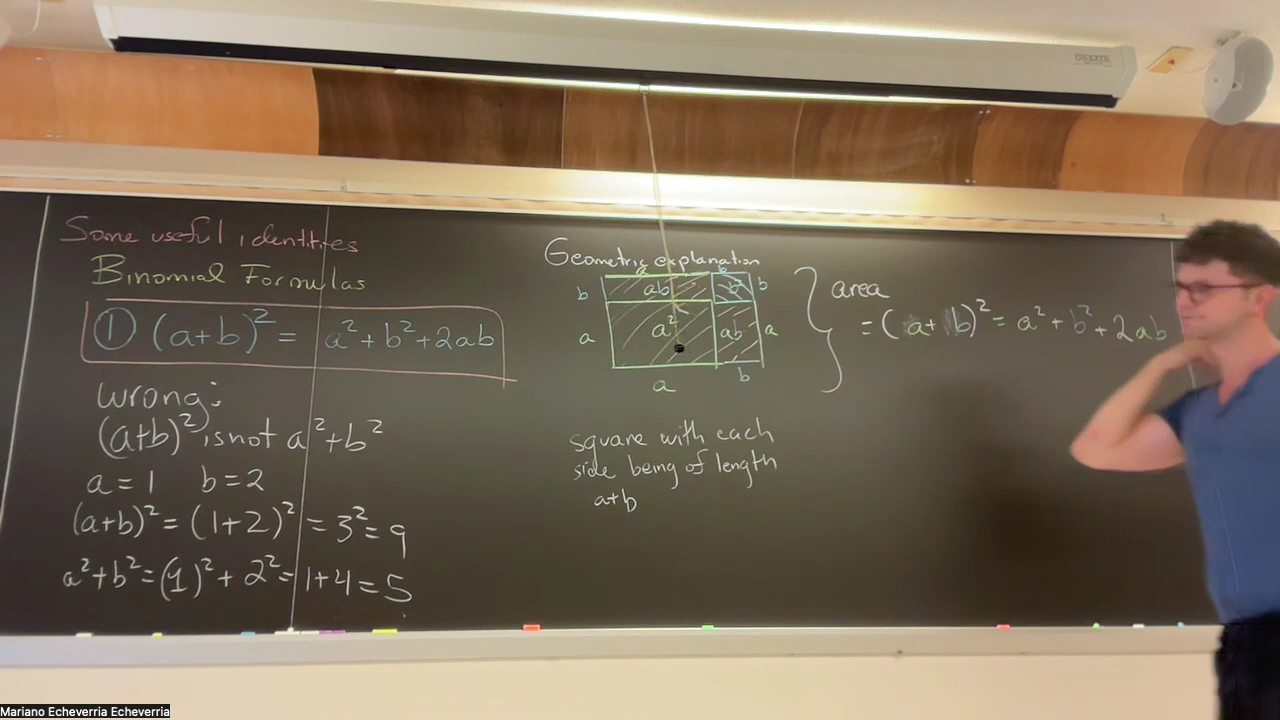 Some useful identites
Binomial Formulas
① (a+b)² = a²+b²+2ab
wrong:
(a+b)² is not a²+b²
a=1 b=2
(a+b)² = (1+2)² = 3² = 9
a²+b² = (1)² + 2² = 1+4 = 5
Geometric explanation
a b
b ab b² b
a a² ab a
a b
square with each
side being of length
a+b
area
= (a+b)² = a²+b²+2ab
Mariano Echeverria Echeverria